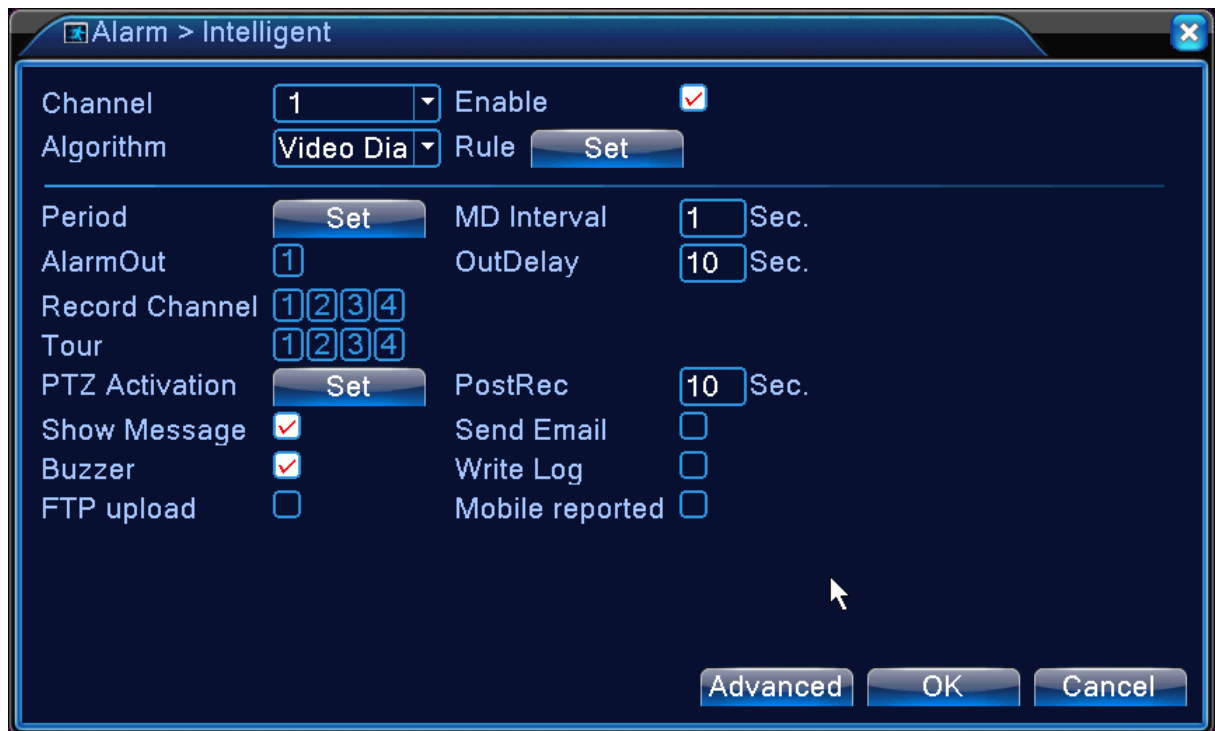 Alarm > Intelligent
Channel 1 Enable
Algorithm Video Dia Rule Set
Period Set MD Interval 1 Sec.
AlarmOut 1 OutDelay 10 Sec.
Record Channel 1 2 3 4
Tour 1 2 3 4
PTZ Activation Set PostRec 10 Sec.
Show Message Send Email
Buzzer Write Log
FTP upload Mobile reported
Advanced OK Cancel